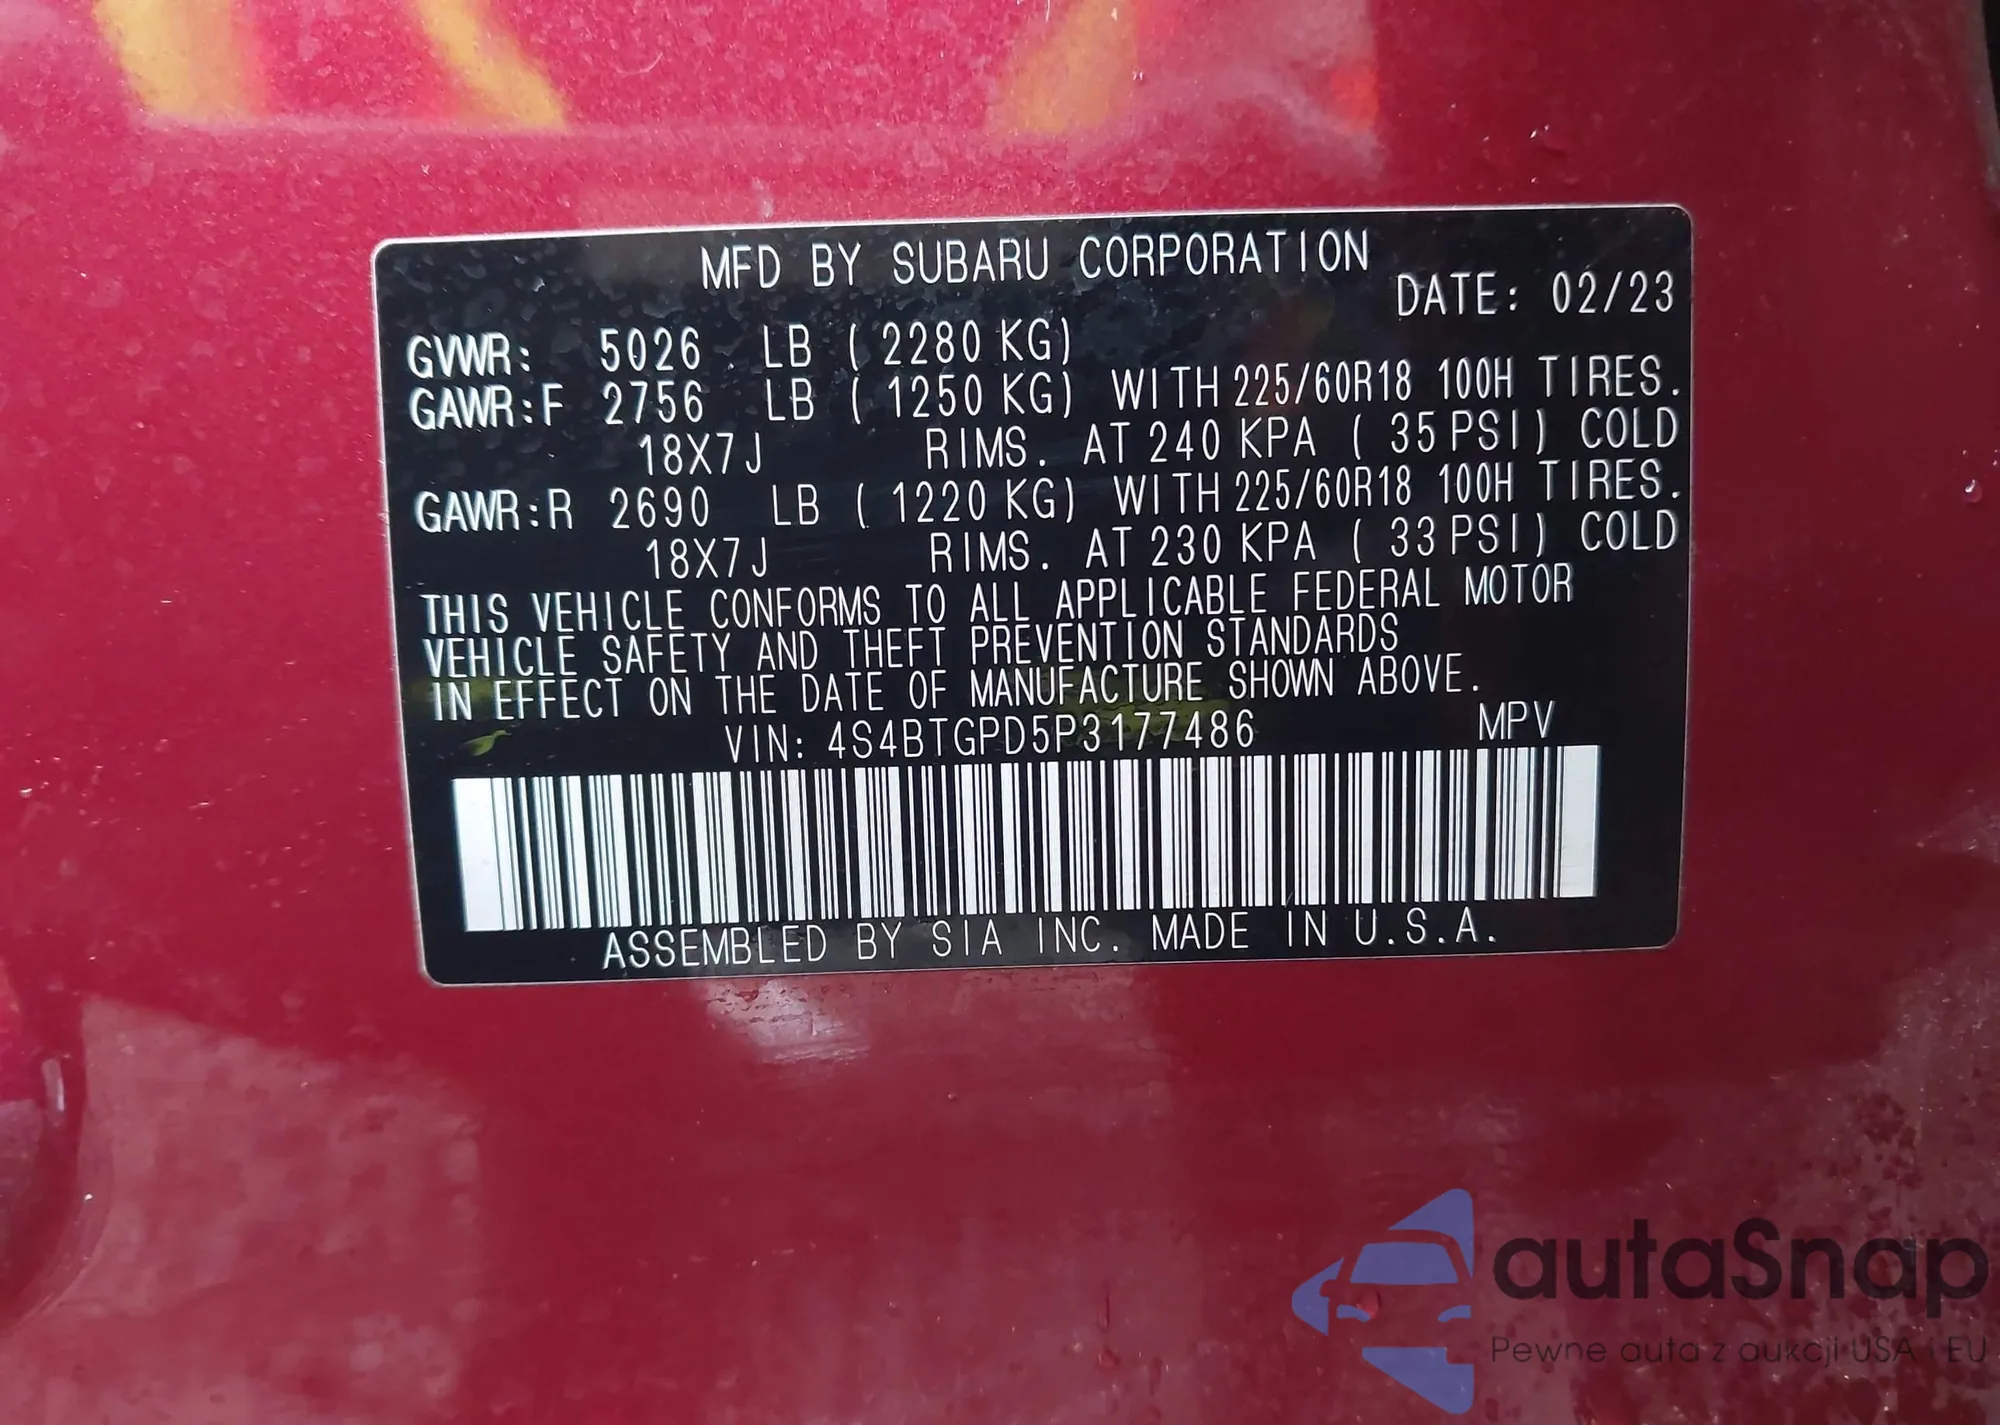 MFD BY SUBARU CORPORATION
DATE: 02/23
GVWR: 5026 LB ( 2280 KG)
GAWR:F 2756 LB ( 1250 KG) WITH 225/60R18 100H TIRES.
18X7J RIMS. AT 240 KPA ( 35 PSI) COLD
GAWR:R 2690 LB ( 1220 KG) WITH 225/60R18 100H TIRES.
18X7J RIMS. AT 230 KPA ( 33 PSI) COLD
THIS VEHICLE CONFORMS TO ALL APPLICABLE FEDERAL MOTOR
VEHICLE SAFETY AND THEFT PREVENTION STANDARDS
IN EFFECT ON THE DATE OF MANUFACTURE SHOWN ABOVE.
VIN: 4S4BTGPD5P3177486 MPV
ASSEMBLED BY SIA INC. MADE IN U.S.A.
autaSnap
Pewne auta z aukcji USA i EU